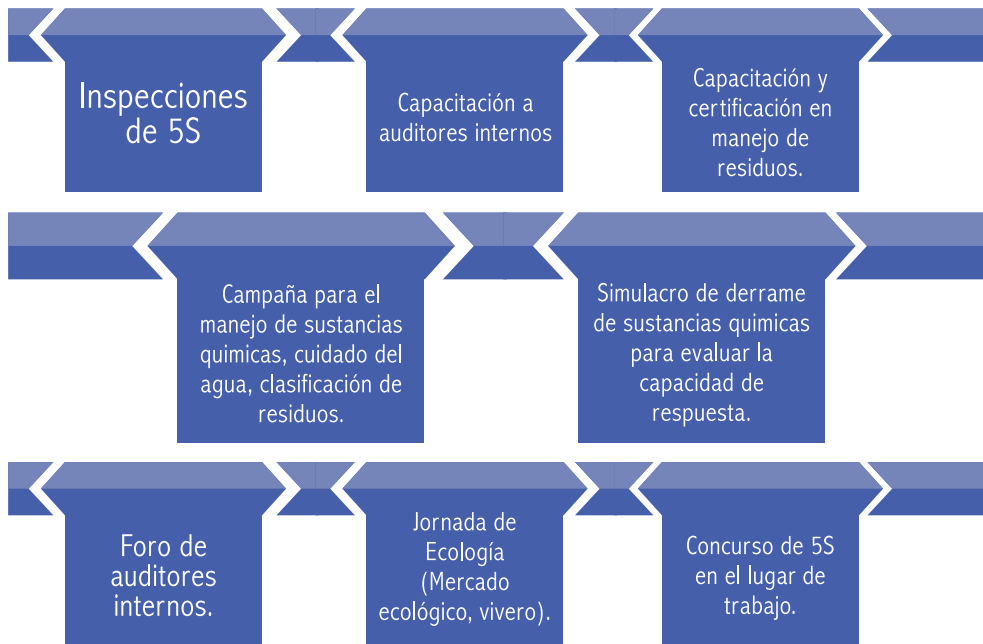 Inspecciones
de 5S
Capacitación a
auditores internos
Capacitación y
certificación en
manejo de
residuos.
Campaña para el
manejo de sustancias
quimicas, cuidado del
agua, clasificación de
residuos.
Simulacro de derrame
de sustancias quimicas
para evaluar la
capacidad de
respuesta.
Foro de
auditores
internos.
Jornada de
Ecología
(Mercado
ecológico, vivero).
Concurso de 5S
en el lugar de
trabajo.